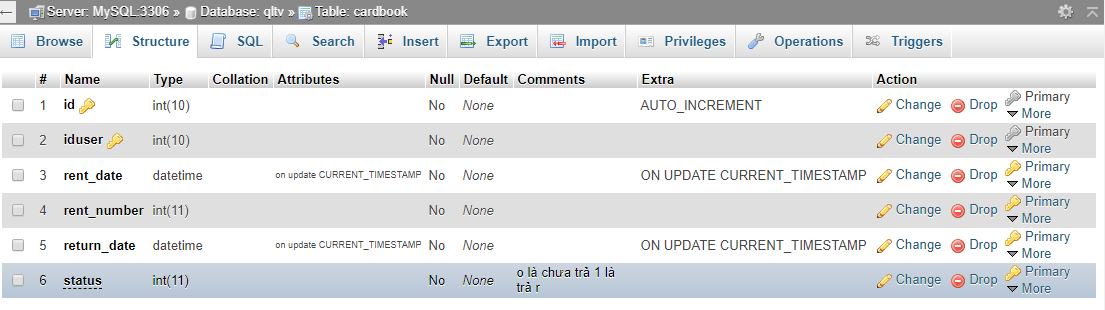 Server: MySQL:3306 » Database: qltv » Table: cardbook
Browse Structure SQL Search Insert Export Import Privileges Operations Triggers
# Name Type Collation Attributes Null Default Comments Extra Action
1 id int(10) No None AUTO_INCREMENT Change Drop Primary
More
2 iduser int(10) No None Change Drop Primary
More
3 rent_date datetime on update CURRENT_TIMESTAMP No None ON UPDATE CURRENT_TIMESTAMP Change Drop Primary
More
4 rent_number int(11) No None Change Drop Primary
More
5 return_date datetime on update CURRENT_TIMESTAMP No None ON UPDATE CURRENT_TIMESTAMP Change Drop Primary
More
6 status int(11) No None o là chưa trả 1 là
trả r Change Drop Primary
More